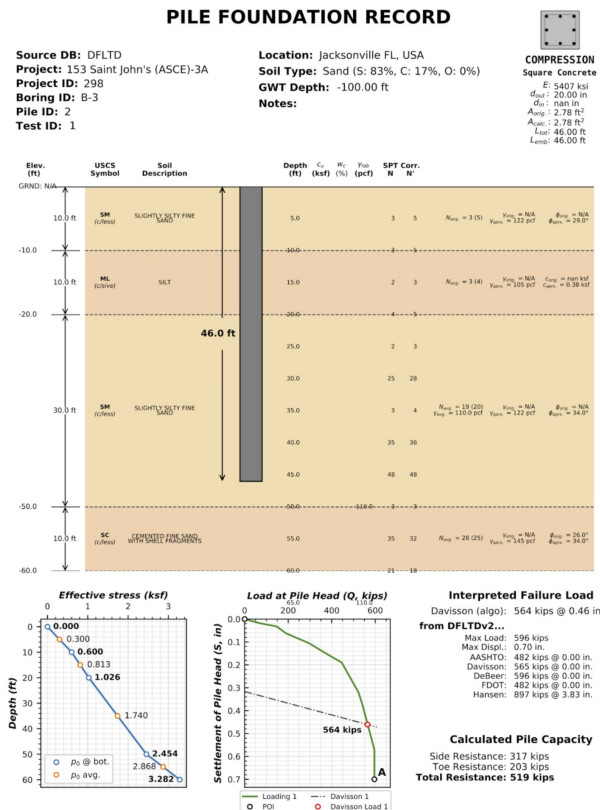 PILE FOUNDATION RECORD
Source DB: DFLTD
Project: 153 Saint John's (ASCE)-3A
Project ID: 298
Boring ID: B-3
Pile ID: 2
Test ID: 1
Location: Jacksonville FL, USA
Soil Type: Sand (S: 83%, C: 17%, O: 0%)
GWT Depth: -100.00 ft
Notes:
COMPRESSION
Square Concrete
E: 5407 ksi
dout: 20.00 in
din: nan in
Aorig.: 2.78 ft²
Acalc.: 2.78 ft²
Ltot: 46.00 ft
Lemb: 46.00 ft
Elev. (ft) USCS Symbol Soil Description Depth (ft) cu (ksf) wc (%) γlab (pcf) SPT N Corr. N'
GRND: N/A
10.0 ft SM (c/less) SLIGHTLY SILTY FINE SAND 5.0 3 5 Navg. = 3 (5) γorig. = N/A γaprx. = 122 pcf ϕorig. = N/A ϕaprx. = 29.0°
-10.0 10.0 3 5
10.0 ft ML (c/sive) SILT 15.0 2 3 Navg. = 3 (4) γorig. = N/A γaprx. = 105 pcf corig. = nan ksf caprx. = 0.38 ksf
-20.0 20.0 4 5
46.0 ft
25.0 2 3
30.0 25 28
30.0 ft SM (c/less) SLIGHTLY SILTY FINE SAND 35.0 3 4 Navg. = 19 (20) γavg. = 110.0 pcf γorig. = N/A γaprx. = 122 pcf ϕorig. = N/A ϕaprx. = 34.0°
40.0 35 36
45.0 48 48
-50.0 50.0 110.0 3 3
10.0 ft SC (c/less) CEMENTED FINE SAND WITH SHELL FRAGMENTS 55.0 35 32 Navg. = 28 (25) γorig. = N/A γaprx. = 145 pcf ϕorig. = 26.0° ϕaprx. = 34.0°
-60.0 60.0 21 18
Effective stress (ksf)
0 1 2 3
Depth (ft)
0
10
20
30
40
50
60
0.000
0.300
0.600
0.813
1.026
1.740
2.454
2.868
3.282
p0 @ bot.
p0 avg.
Load at Pile Head (Q, kips)
65.0 110.0
0 200 400 600
Settlement of Pile Head (S, in)
0.0
0.1
0.2
0.3
0.4
0.5
0.6
0.7
564 kips
A
Loading 1
Davisson 1
POI
Davisson Load 1
Interpreted Failure Load
Davisson (algo): 564 kips @ 0.46 in
from DFLTDv2...
Max Load: 596 kips
Max Displ.: 0.70 in.
AASHTO: 482 kips @ 0.00 in.
Davisson: 565 kips @ 0.00 in.
DeBeer: 596 kips @ 0.00 in.
FDOT: 482 kips @ 0.00 in.
Hansen: 897 kips @ 3.83 in.
Calculated Pile Capacity
Side Resistance: 317 kips
Toe Resistance: 203 kips
Total Resistance: 519 kips